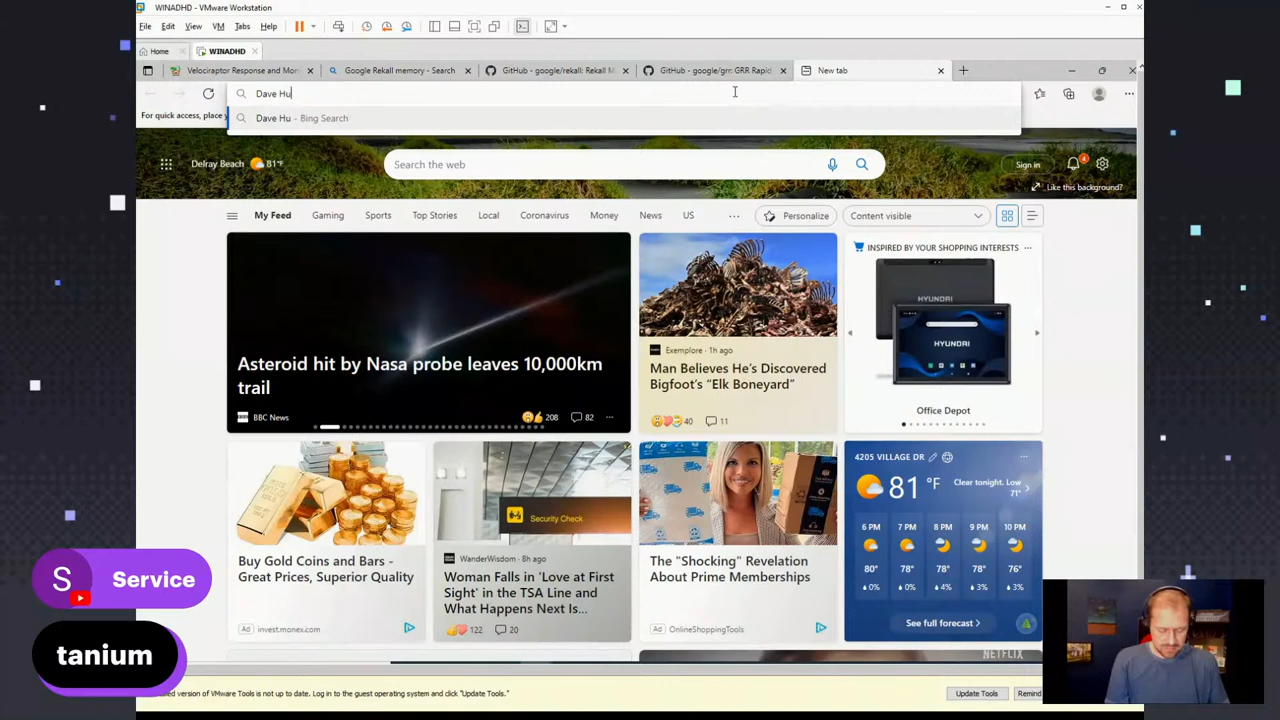 WINADHD - VMware Workstation
File Edit View VM Tabs Help
Home WINADHD
Velociraptor Response and Mon
Google Rekall memory - Search
GitHub - google/rekall: Rekall M
GitHub - google/grr: GRR Rapid
New tab
Dave Hu
For quick access, place y
Dave Hu - Bing Search
Delray Beach 81°F
Search the web
Sign in
4
Like this background?
My Feed Gaming Sports Top Stories Local Coronavirus Money News US ...
Personalize
Content visible
Asteroid hit by Nasa probe leaves 10,000km
trail
BBC News
208
82
Exemplore · 1h ago
Man Believes He's Discovered
Bigfoot's "Elk Boneyard"
40
11
INSPIRED BY YOUR SHOPPING INTERESTS
HYUNDAI
HYUNDAI
Office Depot
Buy Gold Coins and Bars -
Great Prices, Superior Quality
Ad invest.monex.com
Security Check
WanderWisdom · 8h ago
Woman Falls in 'Love at First
Sight' in the TSA Line and
What Happens Next Is...
122
20
The "Shocking" Revelation
About Prime Memberships
Ad OnlineShoppingTools
4205 VILLAGE DR
81 °F
Clear tonight. Low
71°
6 PM 7 PM 8 PM 9 PM 10 PM
80° 78° 78° 78° 76°
0% 0% 4% 3% 3%
See full forecast
NETFLIX
S Service
tanium
version of VMware Tools is not up to date. Log in to the guest operating system and click "Update Tools."
Update Tools
Remind